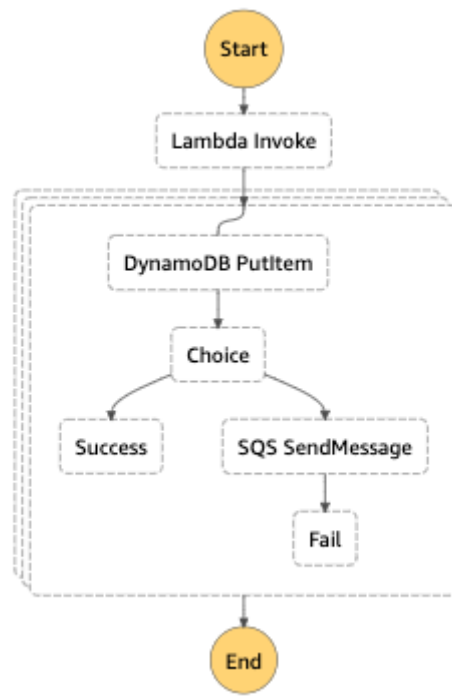 Start
Lambda Invoke
DynamoDB PutItem
Choice
Success
SQS SendMessage
Fail
End